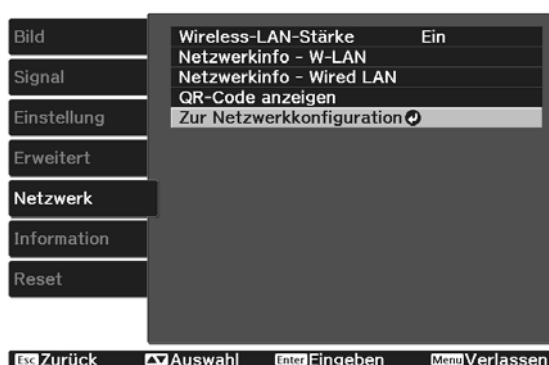 Bild
Signal
Einstellung
Erweitert
Netzwerk
Information
Reset
Wireless-LAN-Stärke Ein
Netzwerkinfo - W-LAN
Netzwerkinfo - Wired LAN
QR-Code anzeigen
Zur Netzwerkkonfiguration
Esc Zurück Auswahl Enter Eingeben Menu Verlassen